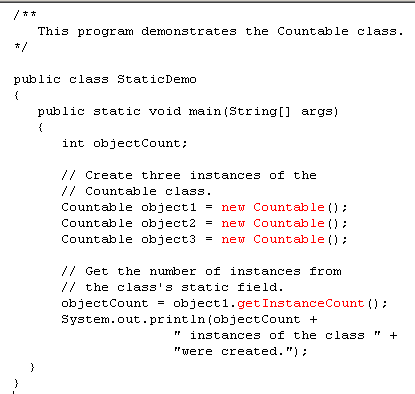 /**
This program demonstrates the Countable class.
*/
public class StaticDemo
{
public static void main(String[] args)
{
int objectCount;
// Create three instances of the
// Countable class.
Countable object1 = new Countable();
Countable object2 = new Countable();
Countable object3 = new Countable();
// Get the number of instances from
// the class's static field.
objectCount = object1.getInstanceCount();
System.out.println(objectCount +
" instances of the class " +
"were created.");
}
}